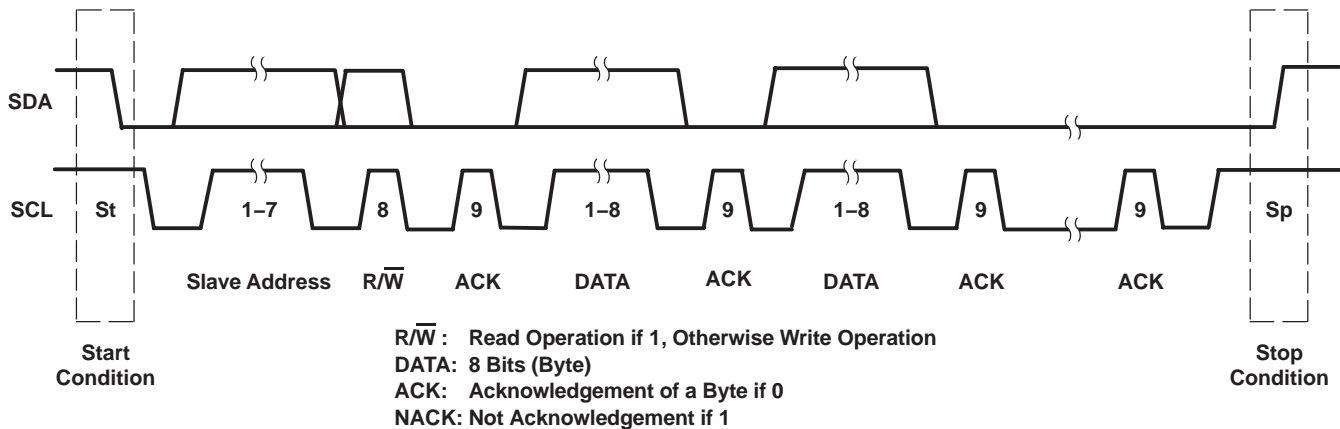 SDA
SCL
St 1–7 8 9 1–8 9 1–8 9 9 Sp
Slave Address R/W̅ ACK DATA ACK DATA ACK ACK
Start
Condition
Stop
Condition
R/W̅ : Read Operation if 1, Otherwise Write Operation
DATA: 8 Bits (Byte)
ACK: Acknowledgement of a Byte if 0
NACK: Not Acknowledgement if 1